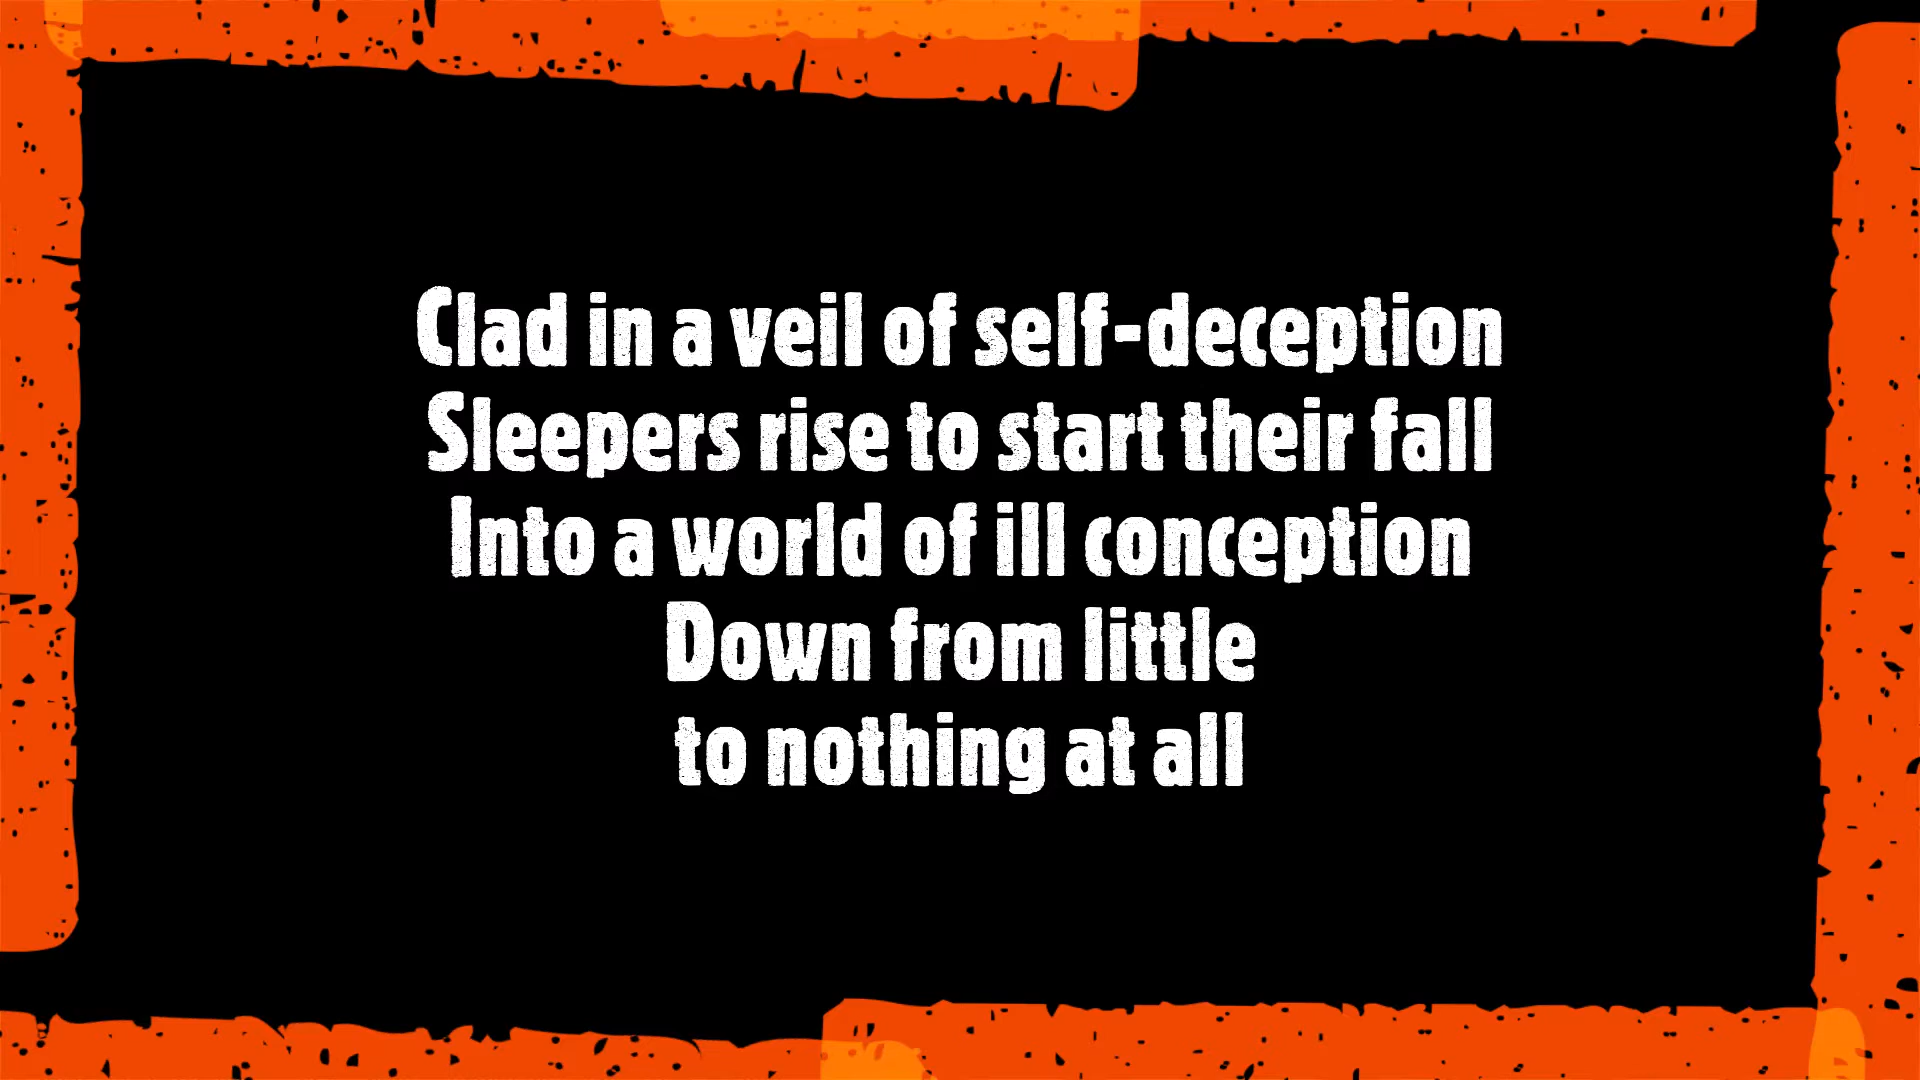 Clad in a veil of self-deception
Sleepers rise to start their fall
Into a world of ill conception
Down from little
to nothing at all